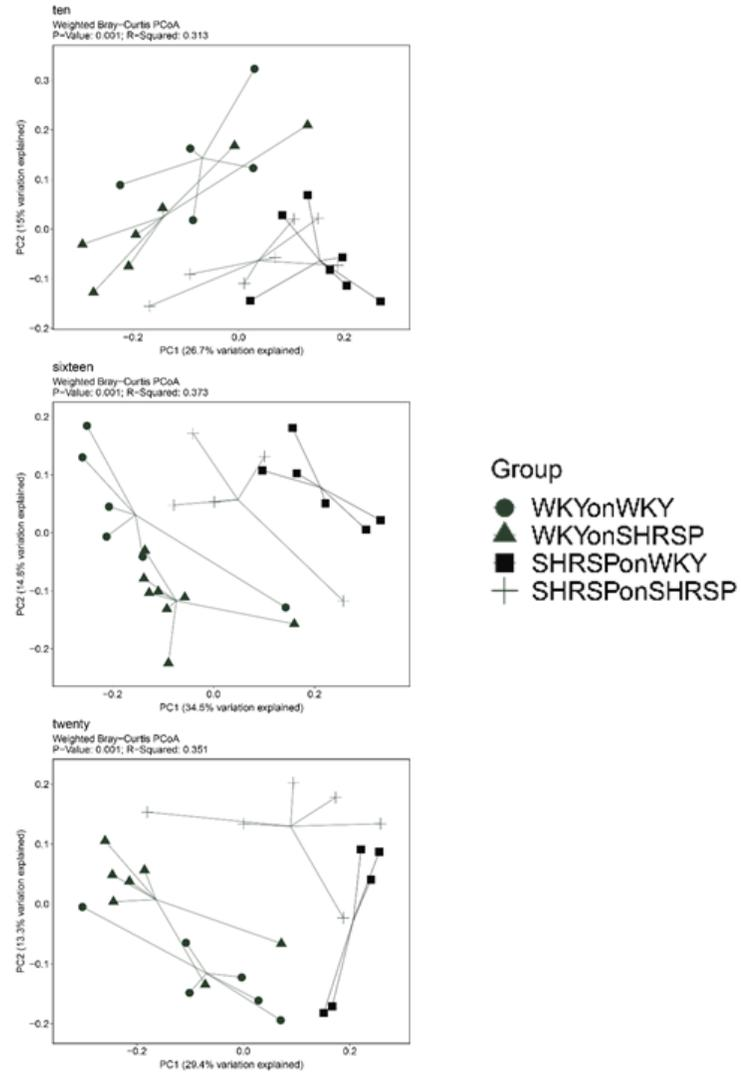 ten
Weighted Bray-Curtis PCoA
P-Value: 0.001; R-Squared: 0.313
0.3
0.2
0.1
0.0
-0.1
-0.2
PC2 (15% variation explained)
-0.2 0.0 0.2
PC1 (26.7% variation explained)
sixteen
Weighted Bray-Curtis PCoA
P-Value: 0.001; R-Squared: 0.373
0.2
0.1
0.0
-0.1
-0.2
PC2 (14.6% variation explained)
-0.2 0.0 0.2
PC1 (34.5% variation explained)
Group
WKYonWKY
WKYonSHRSP
SHRSPonWKY
SHRSPonSHRSP
twenty
Weighted Bray-Curtis PCoA
P-Value: 0.001; R-Squared: 0.351
0.2
0.1
0.0
-0.1
-0.2
PC2 (13.3% variation explained)
-0.2 0.0 0.2
PC1 (29.4% variation explained)